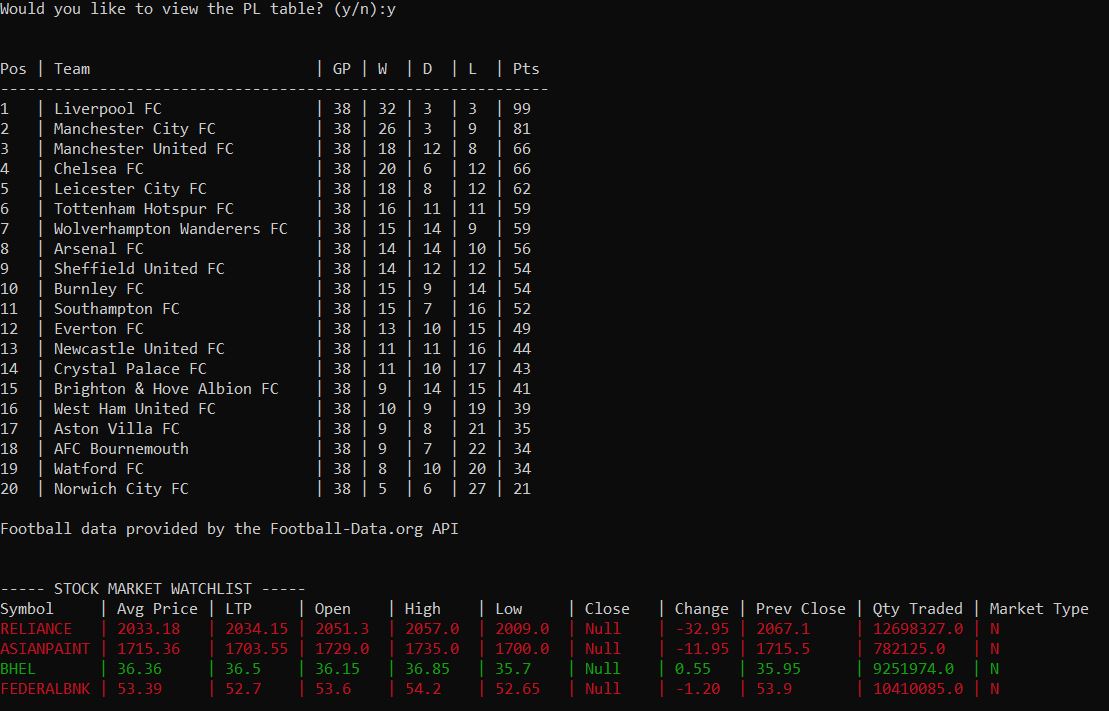 Would you like to view the PL table? (y/n):y
Pos | Team                         | GP | W  | D  | L  | Pts
-------------------------------------------------------------
1   | Liverpool FC                 | 38 | 32 | 3  | 3  | 99
2   | Manchester City FC           | 38 | 26 | 3  | 9  | 81
3   | Manchester United FC         | 38 | 18 | 12 | 8  | 66
4   | Chelsea FC                   | 38 | 20 | 6  | 12 | 66
5   | Leicester City FC            | 38 | 18 | 8  | 12 | 62
6   | Tottenham Hotspur FC         | 38 | 16 | 11 | 11 | 59
7   | Wolverhampton Wanderers FC   | 38 | 15 | 14 | 9  | 59
8   | Arsenal FC                   | 38 | 14 | 14 | 10 | 56
9   | Sheffield United FC          | 38 | 14 | 12 | 12 | 54
10  | Burnley FC                   | 38 | 15 | 9  | 14 | 54
11  | Southampton FC               | 38 | 15 | 7  | 16 | 52
12  | Everton FC                   | 38 | 13 | 10 | 15 | 49
13  | Newcastle United FC          | 38 | 11 | 11 | 16 | 44
14  | Crystal Palace FC            | 38 | 11 | 10 | 17 | 43
15  | Brighton & Hove Albion FC    | 38 | 9  | 14 | 15 | 41
16  | West Ham United FC           | 38 | 10 | 9  | 19 | 39
17  | Aston Villa FC               | 38 | 9  | 8  | 21 | 35
18  | AFC Bournemouth              | 38 | 9  | 7  | 22 | 34
19  | Watford FC                   | 38 | 8  | 10 | 20 | 34
20  | Norwich City FC              | 38 | 5  | 6  | 27 | 21
Football data provided by the Football-Data.org API
----- STOCK MARKET WATCHLIST -----
Symbol     | Avg Price | LTP     | Open    | High    | Low     | Close   | Change | Prev Close | Qty Traded | Market Type
RELIANCE   | 2033.18   | 2034.15 | 2051.3  | 2057.0  | 2009.0  | Null    | -32.95 | 2067.1     | 12698327.0 | N
ASIANPAINT | 1715.36   | 1703.55 | 1729.0  | 1735.0  | 1700.0  | Null    | -11.95 | 1715.5     | 782125.0   | N
BHEL       | 36.36     | 36.5    | 36.15   | 36.85   | 35.7    | Null    | 0.55   | 35.95      | 9251974.0  | N
FEDERALBNK | 53.39     | 52.7    | 53.6    | 54.2    | 52.65   | Null    | -1.20  | 53.9       | 10410085.0 | N